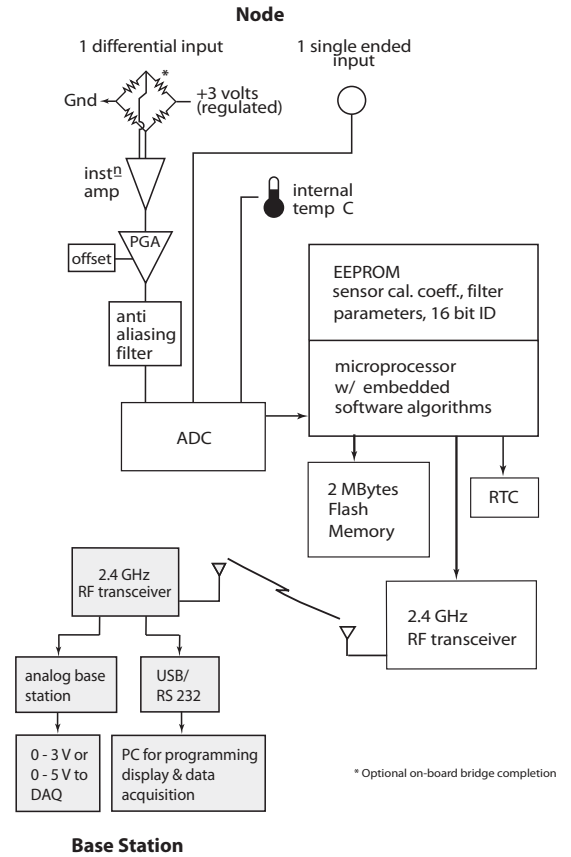 Node
1 differential input
1 single ended
input
*
Gnd
+3 volts
(regulated)
instn
amp
internal
temp C
PGA
offset
EEPROM
sensor cal. coeff., filter
parameters, 16 bit ID
anti
aliasing
filter
microprocessor
w/ embedded
software algorithms
ADC
2 MBytes
Flash
Memory
RTC
2.4 GHz
RF transceiver
2.4 GHz
RF transceiver
analog base
station
USB/
RS 232
0 - 3 V or
0 - 5 V to
DAQ
PC for programming
display & data
acquisition
* Optional on-board bridge completion
Base Station